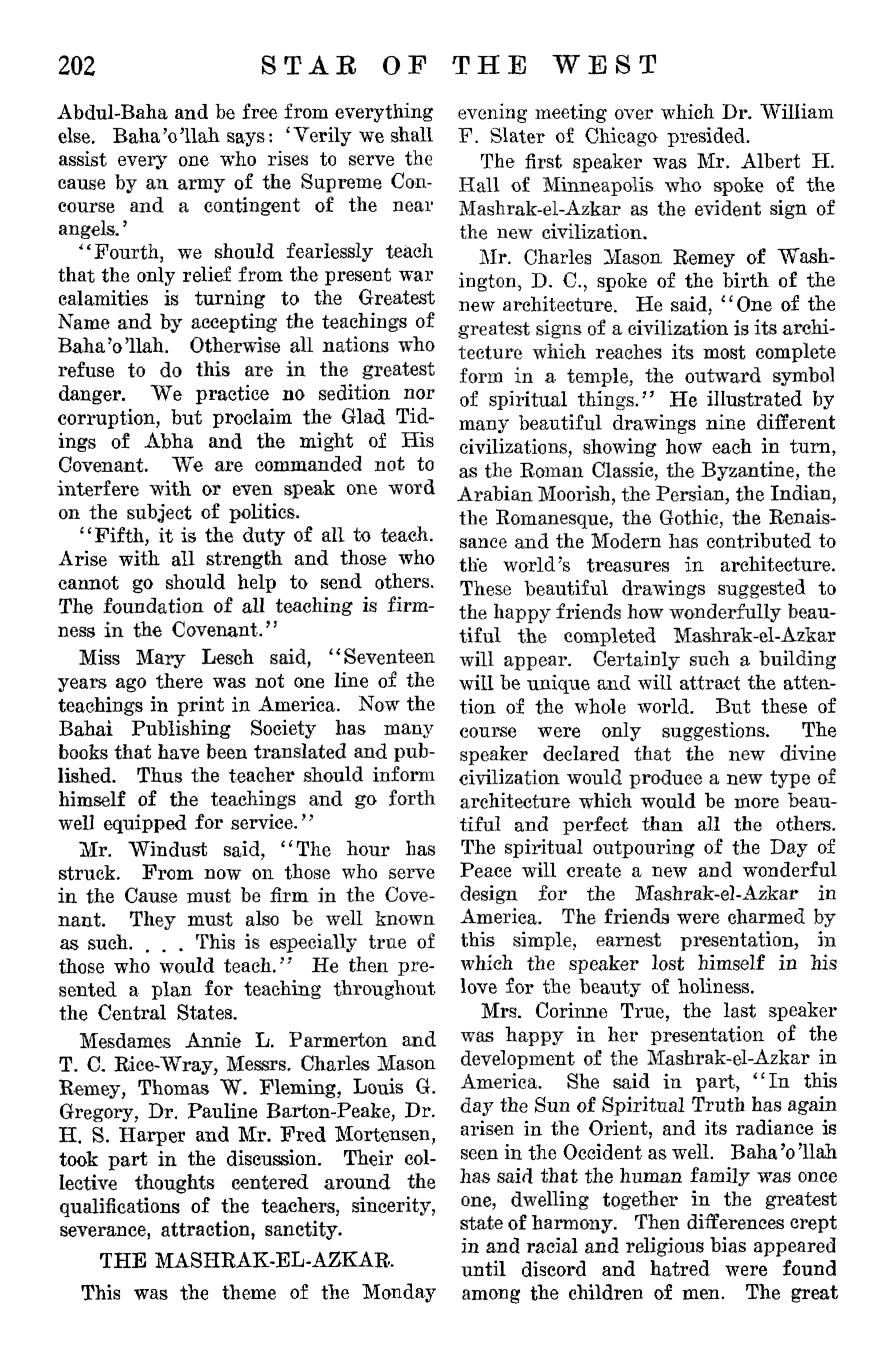 202 STAR OF THE WEST
Abdul-Baha and be free from everything
else. Baha'o'llah says: 'Verily we shall
assist every one who rises to serve the
cause by an army of the Supreme Con-
course and a contingent of the near
angels.'
"Fourth, we should fearlessly teach
that the only relief from the present war
calamities is turning to the Greatest
Name and by accepting the teachings of
Baha'o'llah. Otherwise all nations who
refuse to do this are in the greatest
danger. We practice no sedition nor
corruption, but proclaim the Glad Tid-
ings of Abha and the might of His
Covenant. We are commanded not to
interfere with or even speak one word
on the subject of politics.
"Fifth, it is the duty of all to teach.
Arise with all strength and those who
cannot go should help to send others.
The foundation of all teaching is firm-
ness in the Covenant."
Miss Mary Lesch said, "Seventeen
years ago there was not one line of the
teachings in print in America. Now the
Bahai Publishing Society has many
books that have been translated and pub-
lished. Thus the teacher should inform
himself of the teachings and go forth
well equipped for service."
Mr. Windust said, "The hour has
struck. From now on those who serve
in the Cause must be firm in the Cove-
nant. They must also be well known
as such. . . . This is especially true of
those who would teach." He then pre-
sented a plan for teaching throughout
the Central States.
Mesdames Annie L. Parmerton and
T. C. Rice-Wray, Messrs. Charles Mason
Remey, Thomas W. Fleming, Louis G.
Gregory, Dr. Pauline Barton-Peake, Dr.
H. S. Harper and Mr. Fred Mortensen,
took part in the discussion. Their col-
lective thoughts centered around the
qualifications of the teachers, sincerity,
severance, attraction, sanctity.
THE MASHRAK-EL-AZKAR.
This was the theme of the Monday
evening meeting over which Dr. William
F. Slater of Chicago presided.
The first speaker was Mr. Albert H.
Hall of Minneapolis who spoke of the
Mashrak-el-Azkar as the evident sign of
the new civilization.
Mr. Charles Mason Remey of Wash-
ington, D. C., spoke of the birth of the
new architecture. He said, "One of the
greatest signs of a civilization is its archi-
tecture which reaches its most complete
form in a temple, the outward symbol
of spiritual things." He illustrated by
many beautiful drawings nine different
civilizations, showing how each in turn,
as the Roman Classic, the Byzantine, the
Arabian Moorish, the Persian, the Indian,
the Romanesque, the Gothic, the Renais-
sance and the Modern has contributed to
the world's treasures in architecture.
These beautiful drawings suggested to
the happy friends how wonderfully beau-
tiful the completed Mashrak-el-Azkar
will appear. Certainly such a building
will be unique and will attract the atten-
tion of the whole world. But these of
course were only suggestions. The
speaker declared that the new divine
civilization would produce a new type of
architecture which would be more beau-
tiful and perfect than all the others.
The spiritual outpouring of the Day of
Peace will create a new and wonderful
design for the Mashrak-el-Azkar in
America. The friends were charmed by
this simple, earnest presentation, in
which the speaker lost himself in his
love for the beauty of holiness.
Mrs. Corinne True, the last speaker
was happy in her presentation of the
development of the Mashrak-el-Azkar in
America. She said in part, "In this
day the Sun of Spiritual Truth has again
arisen in the Orient, and its radiance is
seen in the Occident as well. Baha'o'llah
has said that the human family was once
one, dwelling together in the greatest
state of harmony. Then differences crept
in and racial and religious bias appeared
until discord and hatred were found
among the children of men. The great